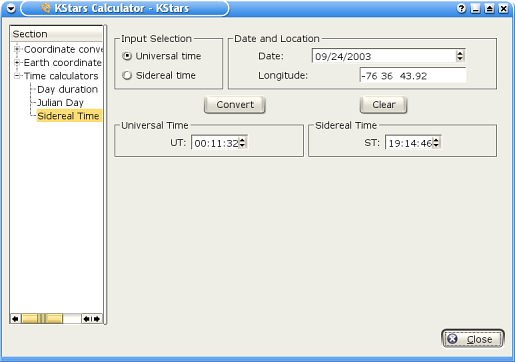 KStars Calculator - KStars
Section
Coordinate conve
Earth coordinate
Time calculators
Day duration
Julian Day
Sidereal Time
Input Selection
Universal time
Sidereal time
Date and Location
Date: 09/24/2003
Longitude: -76 36 43.92
Convert
Clear
Universal Time
UT: 00:11:32
Sidereal Time
ST: 19:14:46
Close